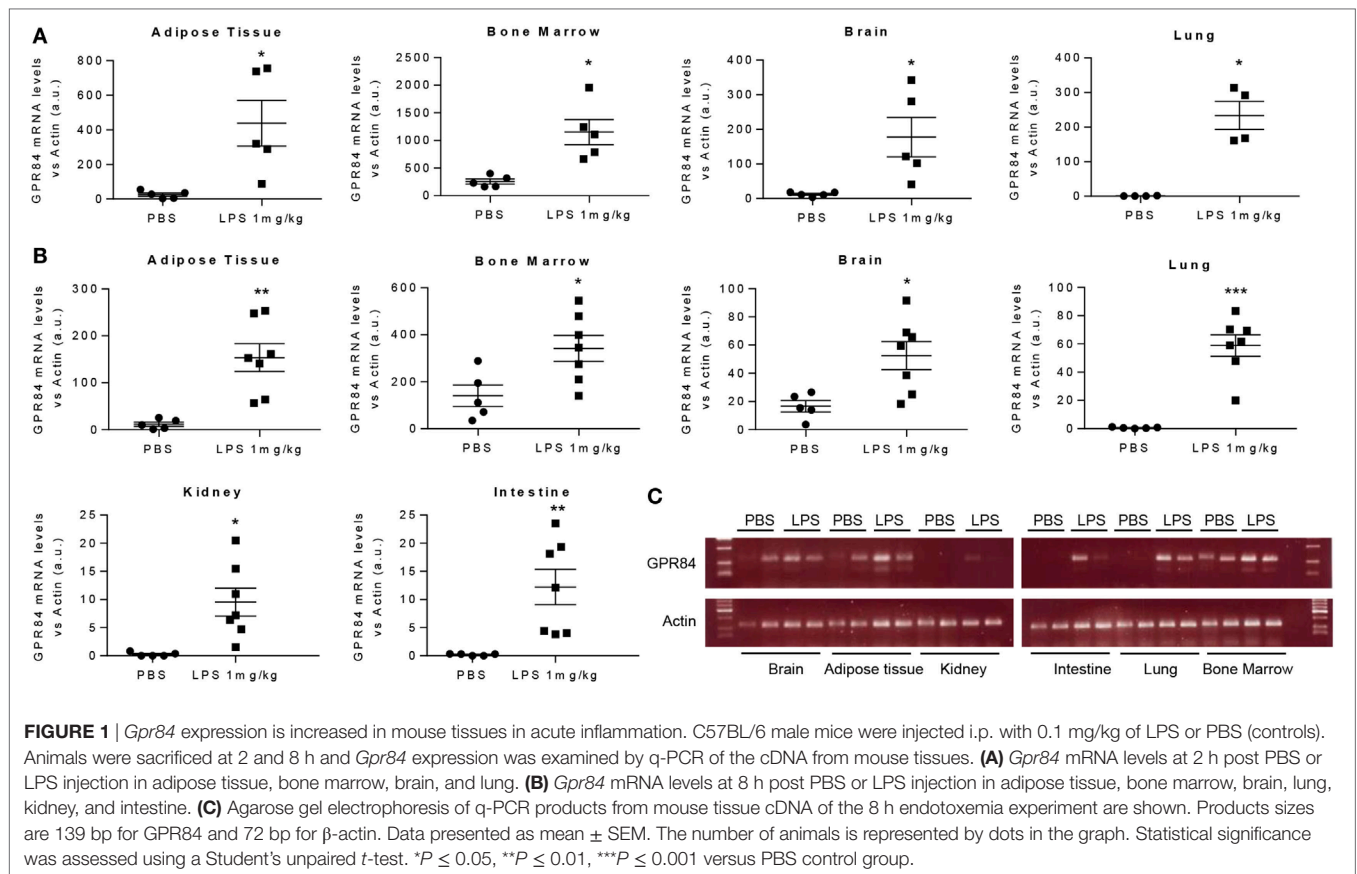 A
Adipose Tissue
GPR84 mRNA levels
vs Actin (a.u.)
800
600
400
200
0
*
PBS
LPS 1mg/kg
Bone Marrow
GPR84 mRNA levels
vs Actin (a.u.)
2500
2000
1500
1000
500
0
*
PBS
LPS 1mg/kg
Brain
GPR84 mRNA levels
vs Actin (a.u.)
400
300
200
100
0
*
PBS
LPS 1mg/kg
Lung
GPR84 mRNA levels
vs Actin (a.u.)
400
300
200
100
0
*
PBS
LPS 1mg/kg
B
Adipose Tissue
GPR84 mRNA levels
vs Actin (a.u.)
300
200
100
0
**
PBS
LPS 1mg/kg
Bone Marrow
GPR84 mRNA levels
vs Actin (a.u.)
600
400
200
0
*
PBS
LPS 1mg/kg
Brain
GPR84 mRNA levels
vs Actin (a.u.)
100
80
60
40
20
0
*
PBS
LPS 1mg/kg
Lung
GPR84 mRNA levels
vs Actin (a.u.)
100
80
60
40
20
0
***
PBS
LPS 1mg/kg
Kidney
GPR84 mRNA levels
vs Actin (a.u.)
25
20
15
10
5
0
*
PBS
LPS 1mg/kg
Intestine
GPR84 mRNA levels
vs Actin (a.u.)
25
20
15
10
5
0
**
PBS
LPS 1mg/kg
C
PBS LPS PBS LPS PBS LPS PBS LPS PBS LPS PBS LPS
GPR84
Actin
Brain Adipose tissue Kidney Intestine Lung Bone Marrow
FIGURE 1 | Gpr84 expression is increased in mouse tissues in acute inflammation. C57BL/6 male mice were injected i.p. with 0.1 mg/kg of LPS or PBS (controls).
Animals were sacrificed at 2 and 8 h and Gpr84 expression was examined by q-PCR of the cDNA from mouse tissues. (A) Gpr84 mRNA levels at 2 h post PBS or
LPS injection in adipose tissue, bone marrow, brain, and lung. (B) Gpr84 mRNA levels at 8 h post PBS or LPS injection in adipose tissue, bone marrow, brain, lung,
kidney, and intestine. (C) Agarose gel electrophoresis of q-PCR products from mouse tissue cDNA of the 8 h endotoxemia experiment are shown. Products sizes
are 139 bp for GPR84 and 72 bp for β-actin. Data presented as mean ± SEM. The number of animals is represented by dots in the graph. Statistical significance
was assessed using a Student's unpaired t-test. *P ≤ 0.05, **P ≤ 0.01, ***P ≤ 0.001 versus PBS control group.